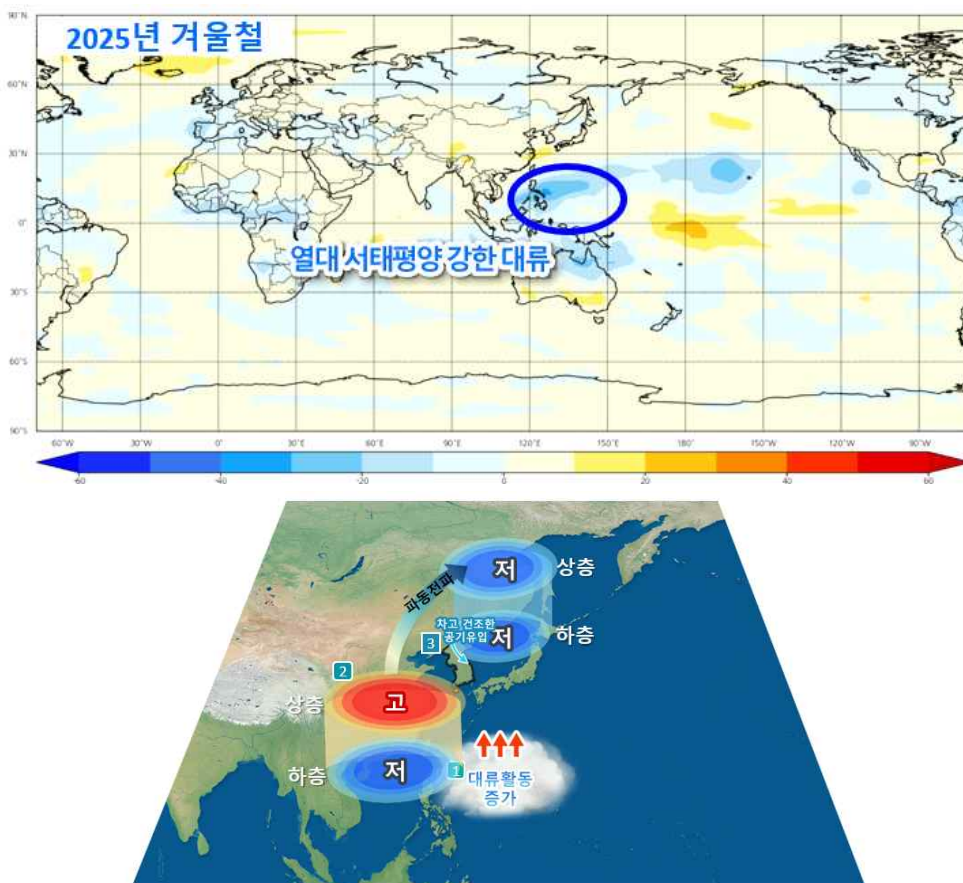 2025년 겨울철
90°N
60°N
30°N
0°
30°S
60°S
90°S
열대 서태평양 강한 대류
60°W 30°W 0° 30°E 60°E 90°E 120°E 150°E 180° 150°W 120°W 90°W
-60 -40 -20 0 20 40 60
저 상층
파동전파
차고 건조한
공기유입
3 저 하층
2
상층 고
하층 저 1
대류활동
증가